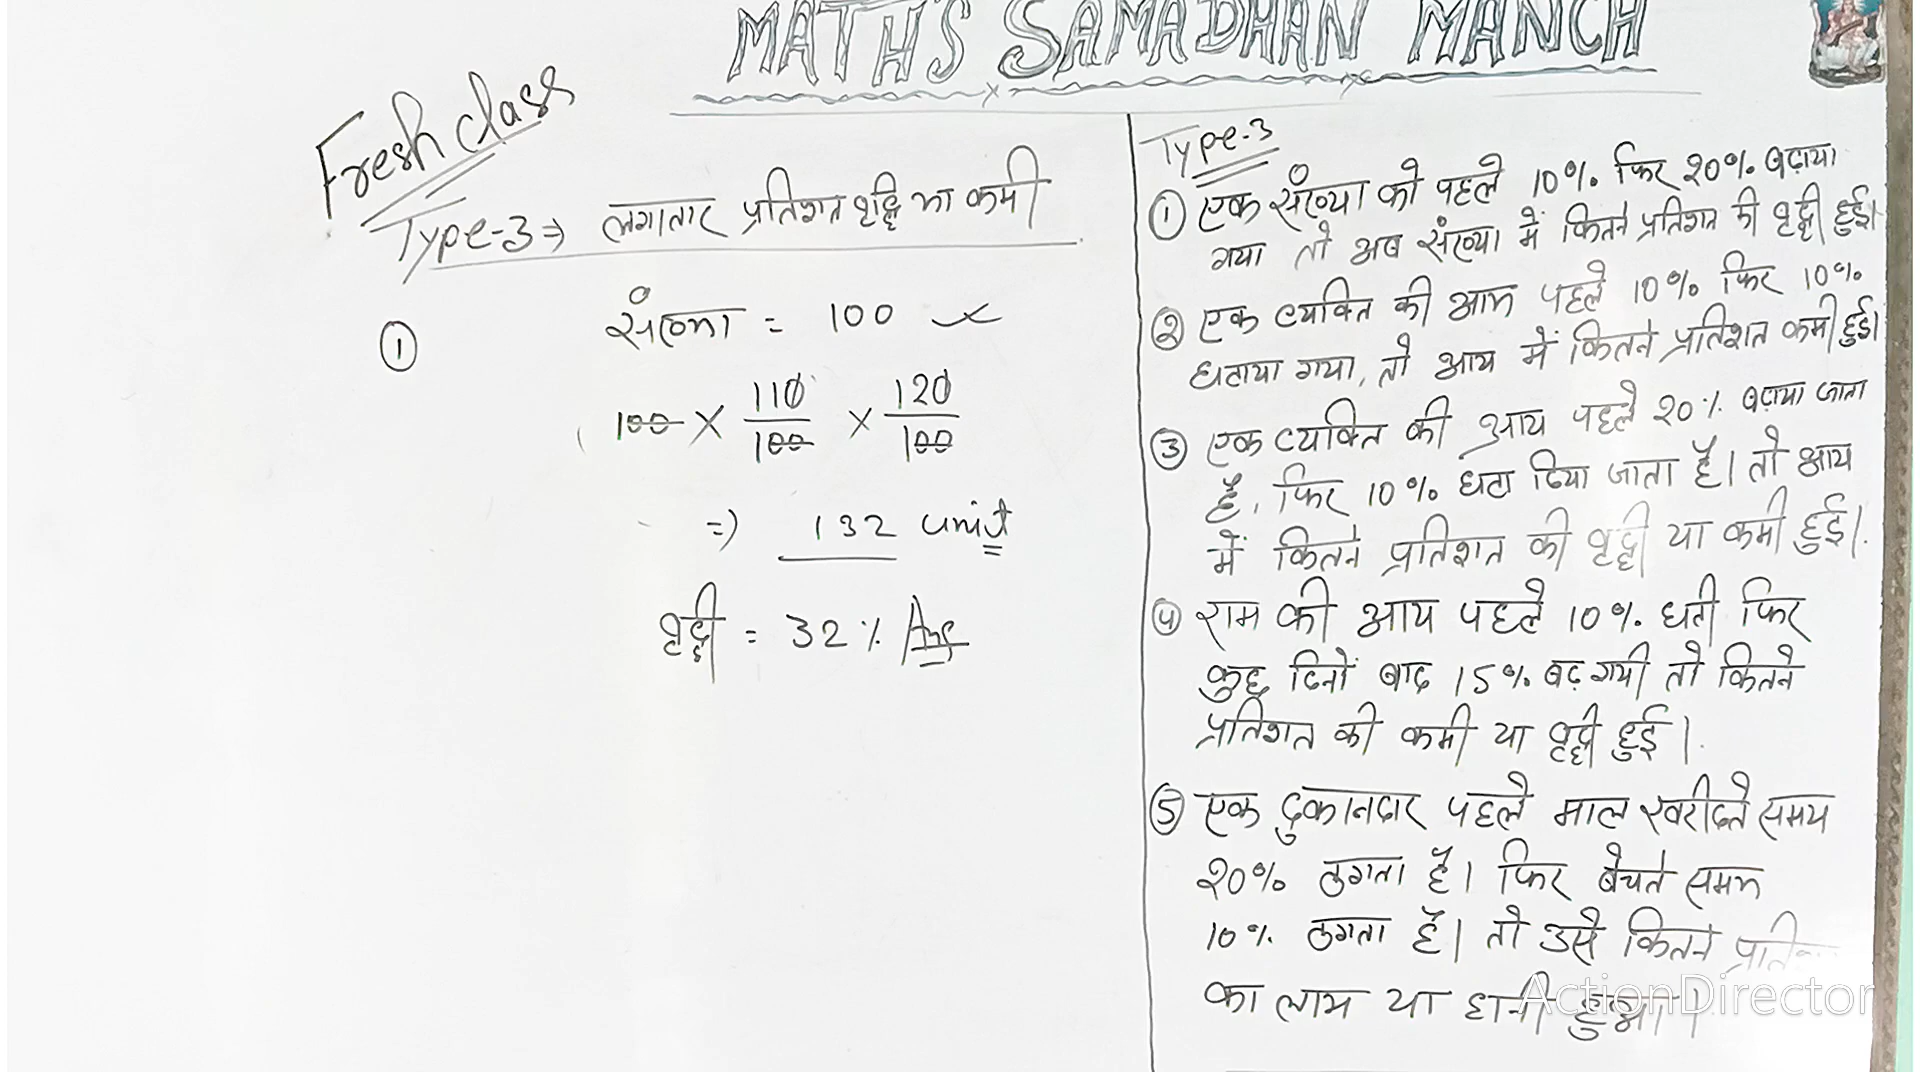 MATH'S SAMADHAN MANCH
Fresh class
Type-3 ⇒ लगातार प्रतिशत वृद्धि या कमी
①
संख्या = 100
100 × 110/100 × 120/100
=) 132 unit
वृद्धी = 32% Ans
Type-3
① एक संख्या को पहले 10%. फिर 20%. बढ़ाया
गया तो अब संख्या में कितने प्रतिशत की वृद्धी हुई।
② एक व्यक्ति की आय पहले 10%. फिर 10%.
घटाया गया, तो आय में कितने प्रतिशत कमी हुई।
③ एक व्यक्ति की आय पहले 20%. बढ़ाया जाता
है, फिर 10%. घटा दिया जाता है। तो आय
में कितने प्रतिशत की वृद्धी या कमी हुई।.
④ राम की आय पहले 10%. घटी फिर
कुछ दिनों बाद 15%. बढ़ गयी तो कितने
प्रतिशत की कमी या वृद्धी हुई।.
⑤ एक दुकानदार पहले माल खरीदते समय
20%. ठगता है। फिर बेचते समय
10%. ठगता है। तो उसे कितने
का लाभ या हानी हुआ।
ActionDirector